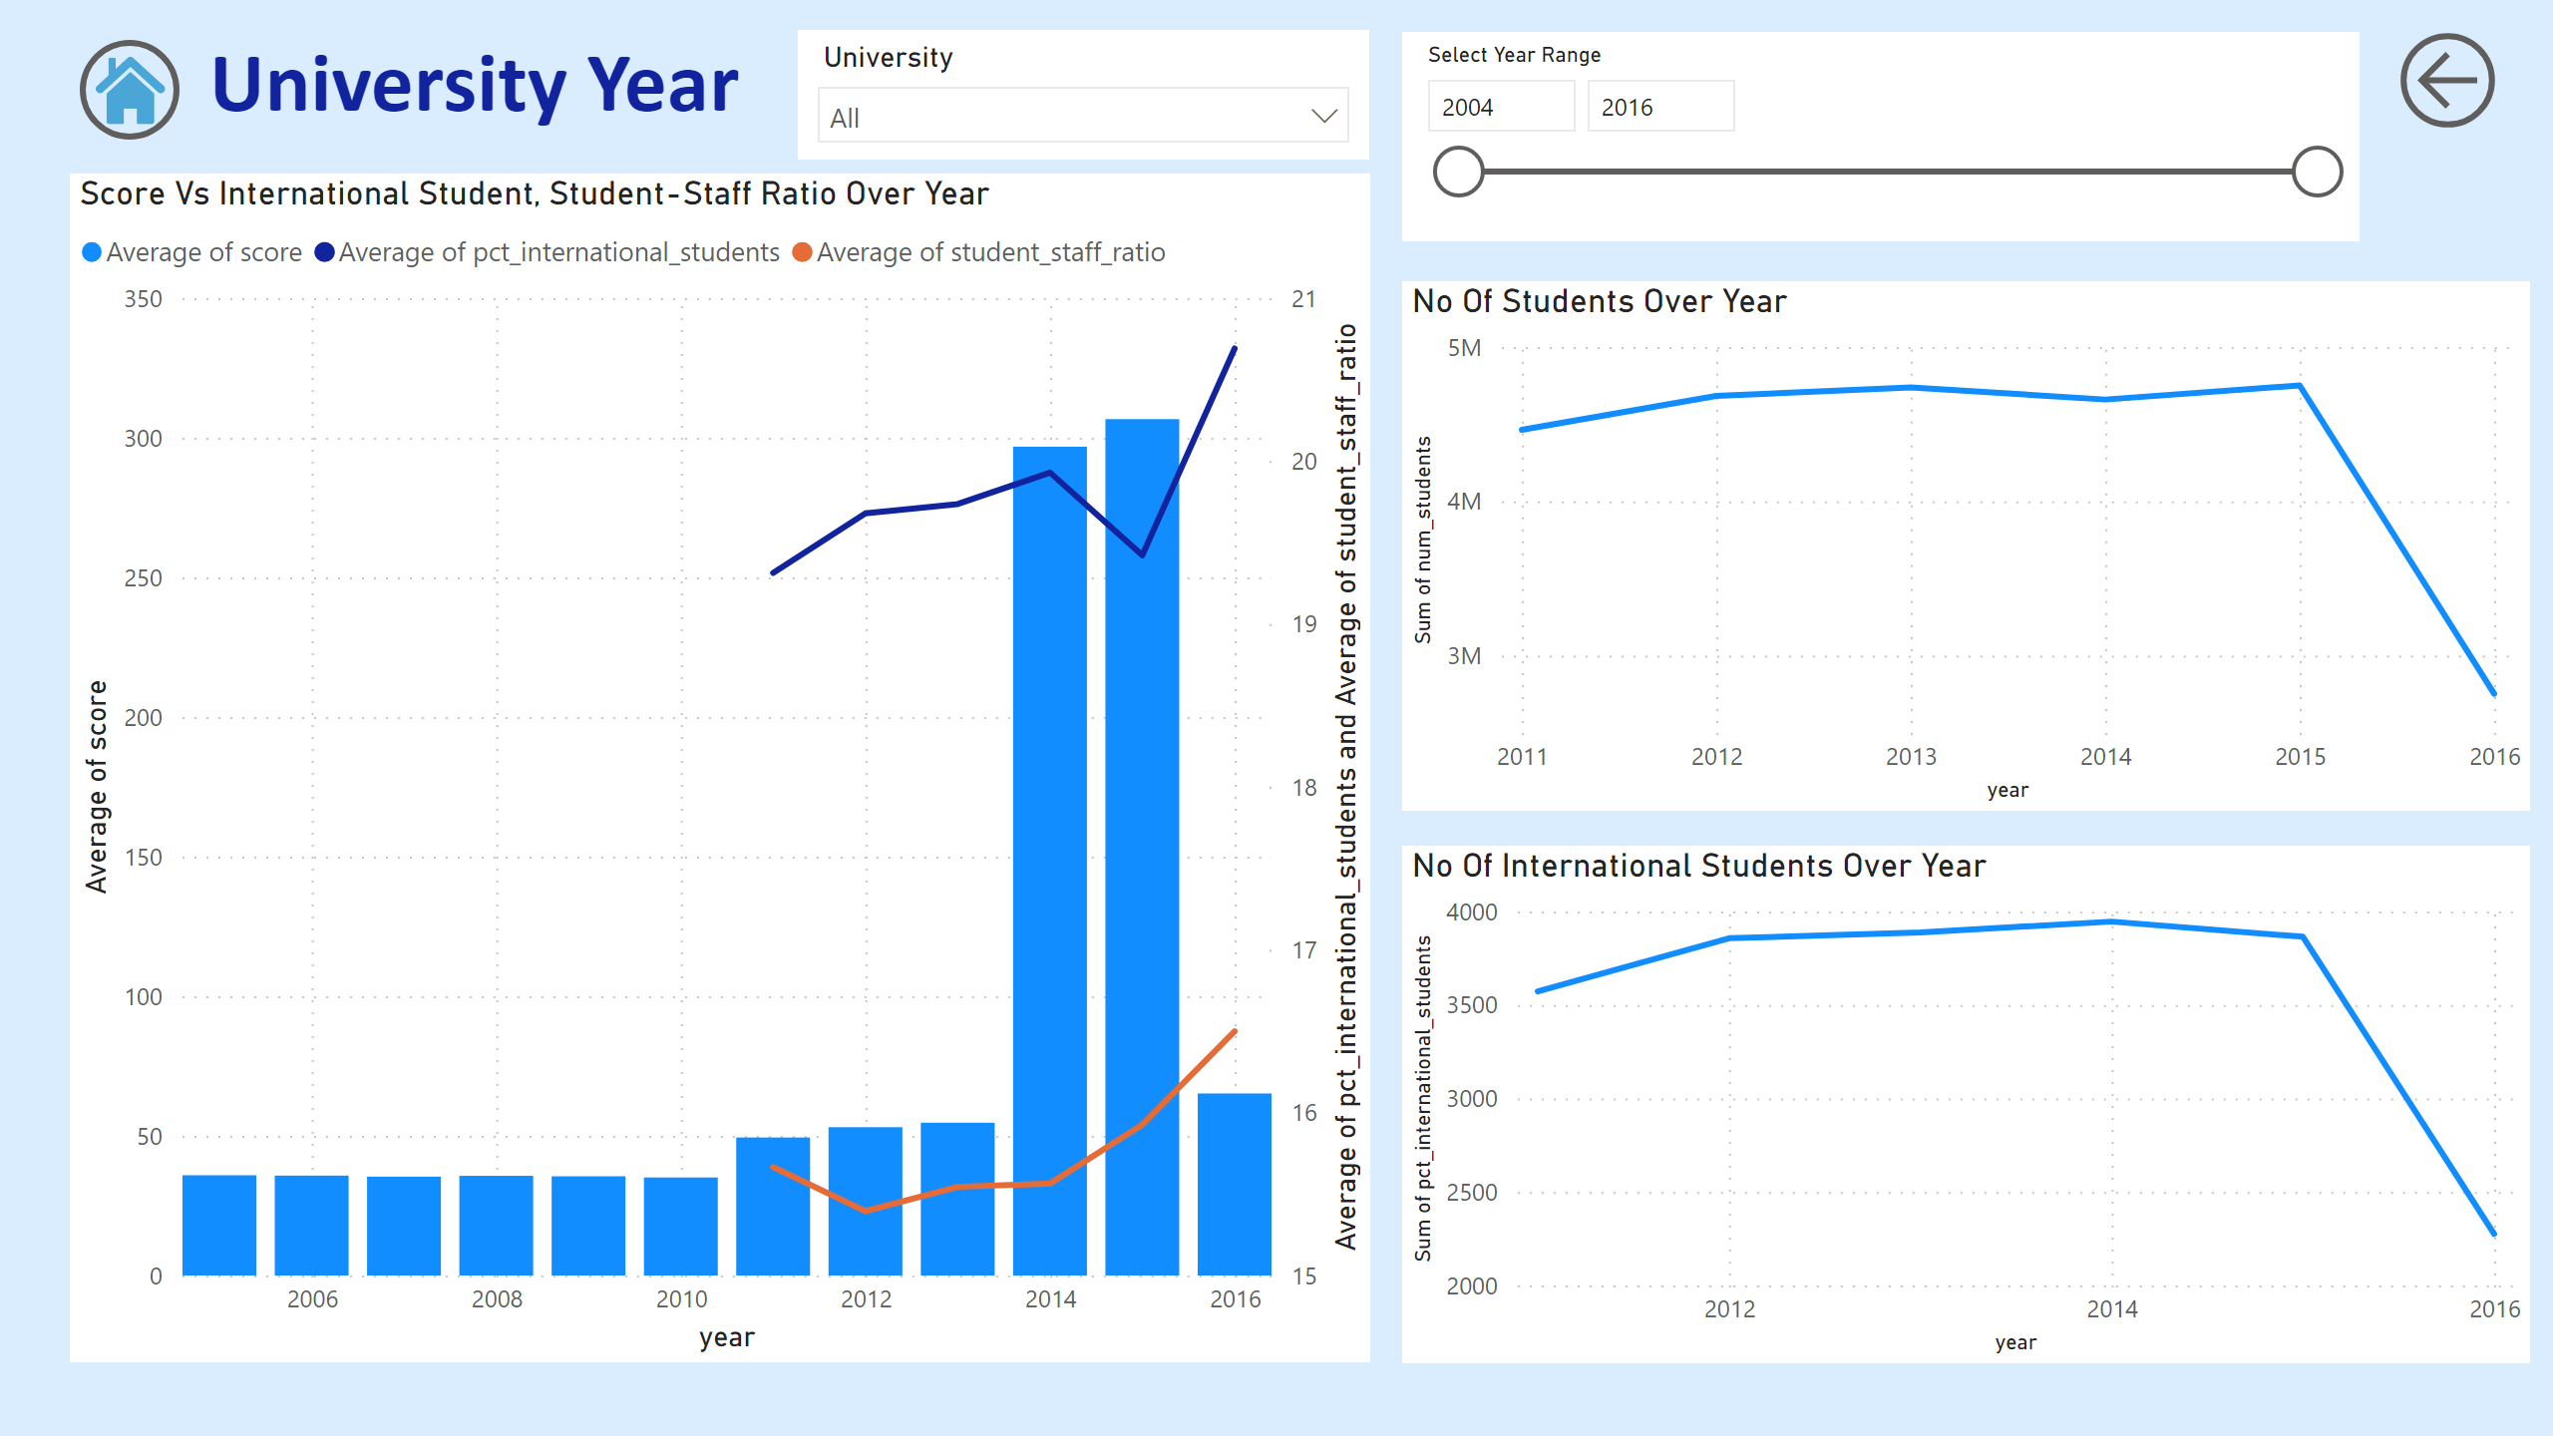 University Year
University
All
Select Year Range
2004
2016
Score Vs International Student, Student-Staff Ratio Over Year
Average of score
Average of pct_international_students
Average of student_staff_ratio
350
300
250
200
150
100
50
0
Average of score
21
20
19
18
17
16
15
Average of pct_international_students and Average of student_staff_ratio
2006
2008
2010
2012
2014
2016
year
No Of Students Over Year
5M
4M
3M
Sum of num_students
2011
2012
2013
2014
2015
2016
year
No Of International Students Over Year
4000
3500
3000
2500
2000
Sum of pct_international_students
2012
2014
2016
year